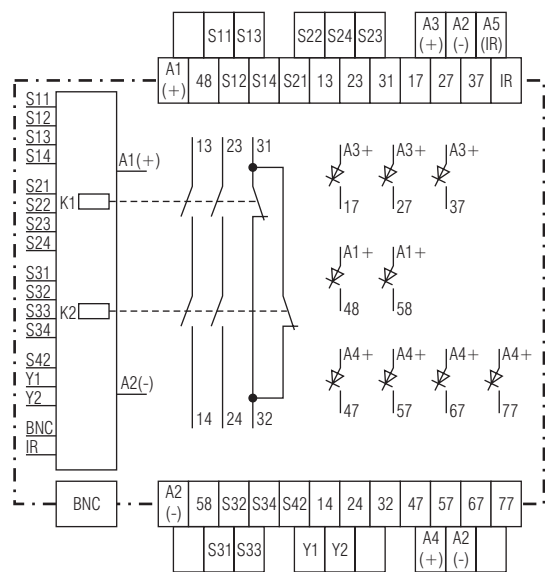 S11 S13 S22 S24 S23 A3 (+) A2 (-) A5 (IR)
A1 (+) 48 S12 S14 S21 13 23 31 17 27 37 IR
S11
S12
S13
S14
A1(+)
S21
K1
S22
S23
S24
S31
S32
K2
S33
S34
S42
Y1
A2(-)
Y2
BNC
IR
13 23 31
14 24 32
A3+ A3+ A3+
17 27 37
A1+ A1+
48 58
A4+ A4+ A4+ A4+
47 57 67 77
BNC
A2 (-) 58 S32 S34 S42 14 24 32 47 57 67 77
S31 S33 Y1 Y2 A4 (+) A2 (-)